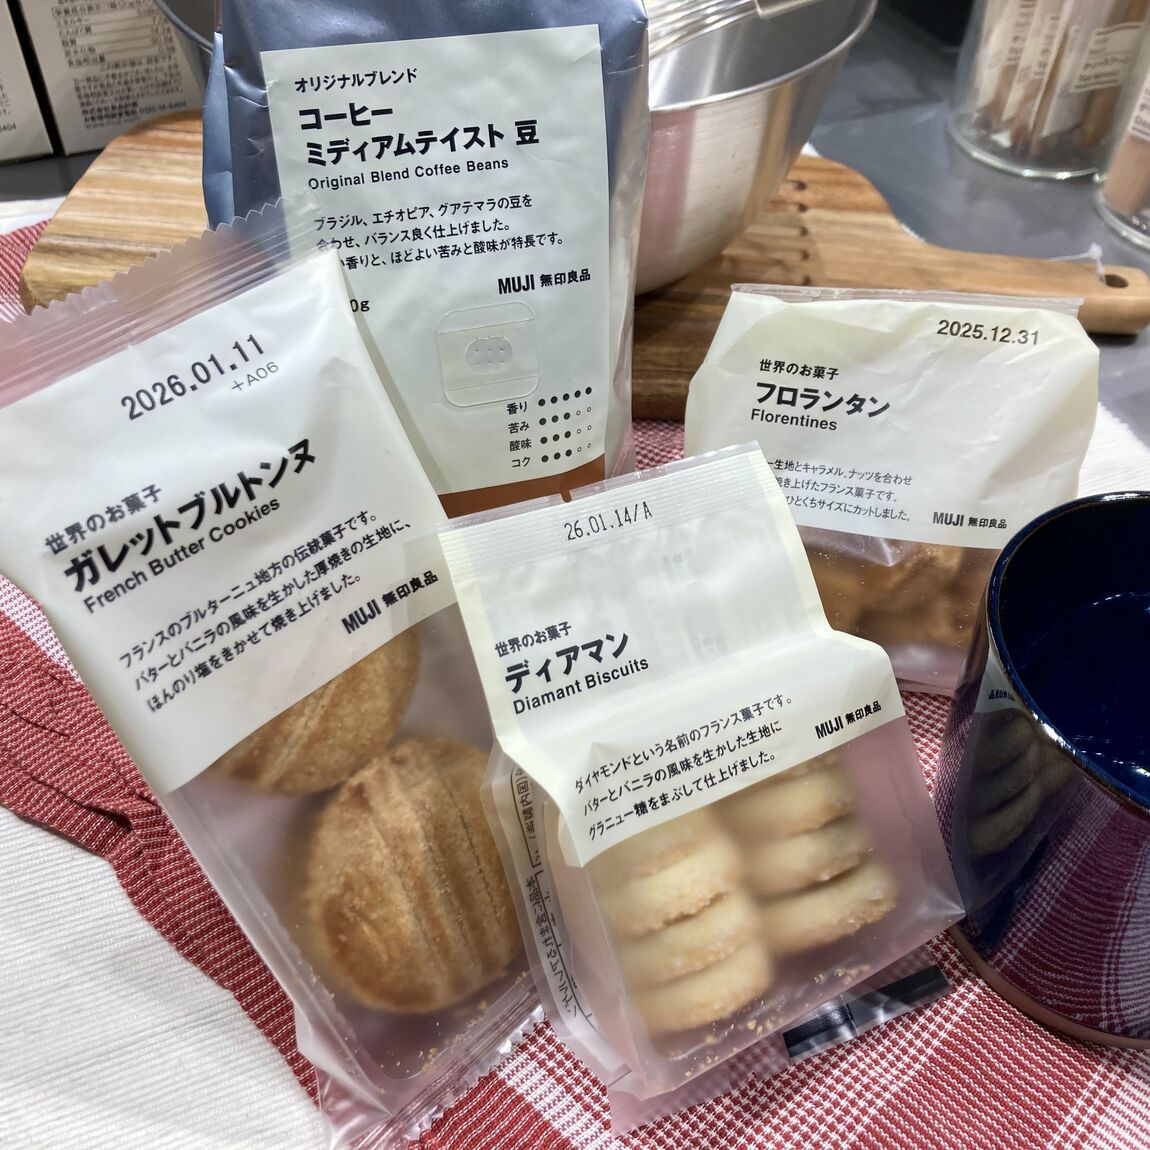 オリジナルブレンド
コーヒー
ミディアムテイスト 豆
Original Blend Coffee Beans
ブラジル、エチオピア、グアテマラの豆を
合わせ、バランス良く仕上げました。
い香りと、ほどよい苦みと酸味が特長です。
MUJI 無印良品
0g
香り ●●●●●
苦み ●●●○○
酸味 ●●●○○
コク ●●●○○
2026.01.11
+A06
世界のお菓子
ガレットブルトンヌ
French Butter Cookies
フランスのブルターニュ地方の伝統菓子です。
バターとバニラの風味を生かした厚焼きの生地に、
ほんのり塩をきかせて焼き上げました。
MUJI 無印良品
26.01.14/A
世界のお菓子
ディアマン
Diamant Biscuits
ダイヤモンドという名前のフランス菓子です。
バターとバニラの風味を生かした生地に
グラニュー糖をまぶして仕上げました。
MUJI 無印良品
2025.12.31
世界のお菓子
フロランタン
Florentines
ー生地とキャラメル、ナッツを合わせ
焼き上げたフランス菓子です。
ひとくちサイズにカットしました。
MUJI 無印良品